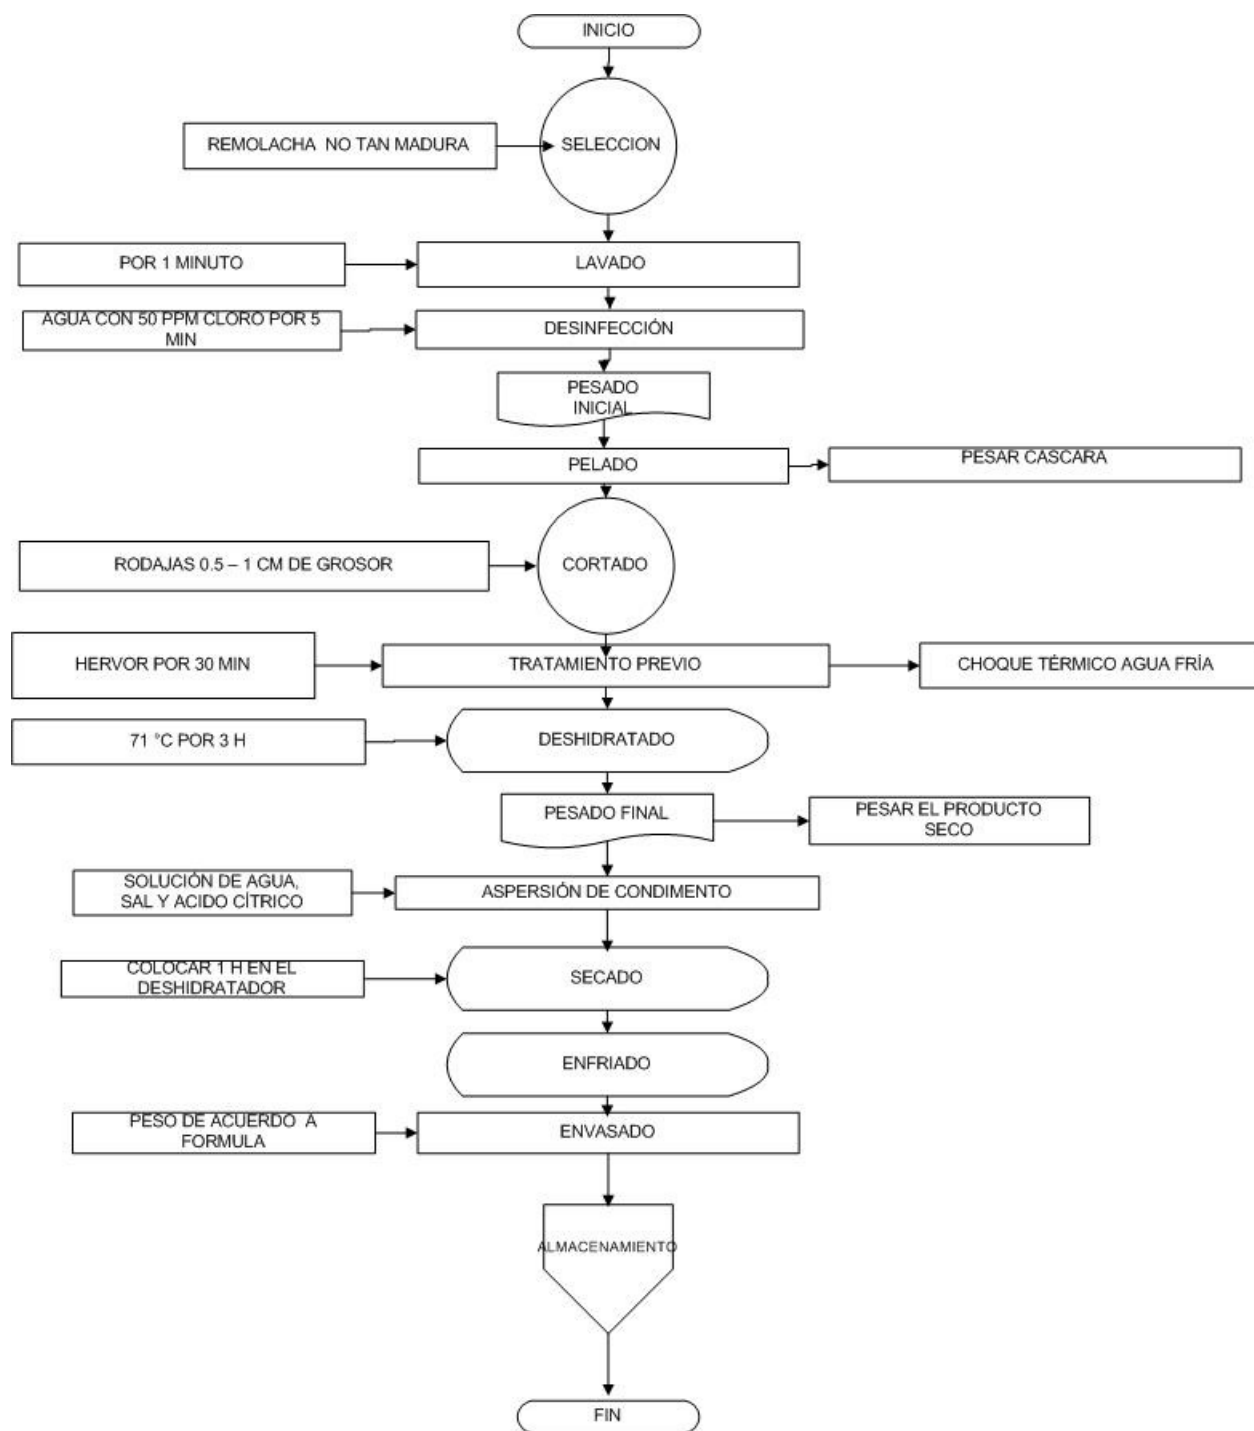 INICIO
REMOLACHA NO TAN MADURA
SELECCION
POR 1 MINUTO
LAVADO
AGUA CON 50 PPM CLORO POR 5
MIN
DESINFECCIÓN
PESADO
INICIAL
PELADO
PESAR CASCARA
RODAJAS 0.5 – 1 CM DE GROSOR
CORTADO
HERVOR POR 30 MIN
TRATAMIENTO PREVIO
CHOQUE TÉRMICO AGUA FRÍA
71 °C POR 3 H
DESHIDRATADO
PESADO FINAL
PESAR EL PRODUCTO
SECO
SOLUCIÓN DE AGUA,
SAL Y ACIDO CÍTRICO
ASPERSIÓN DE CONDIMENTO
COLOCAR 1 H EN EL
DESHIDRATADOR
SECADO
ENFRIADO
PESO DE ACUERDO A
FORMULA
ENVASADO
ALMACENAMIENTO
FIN